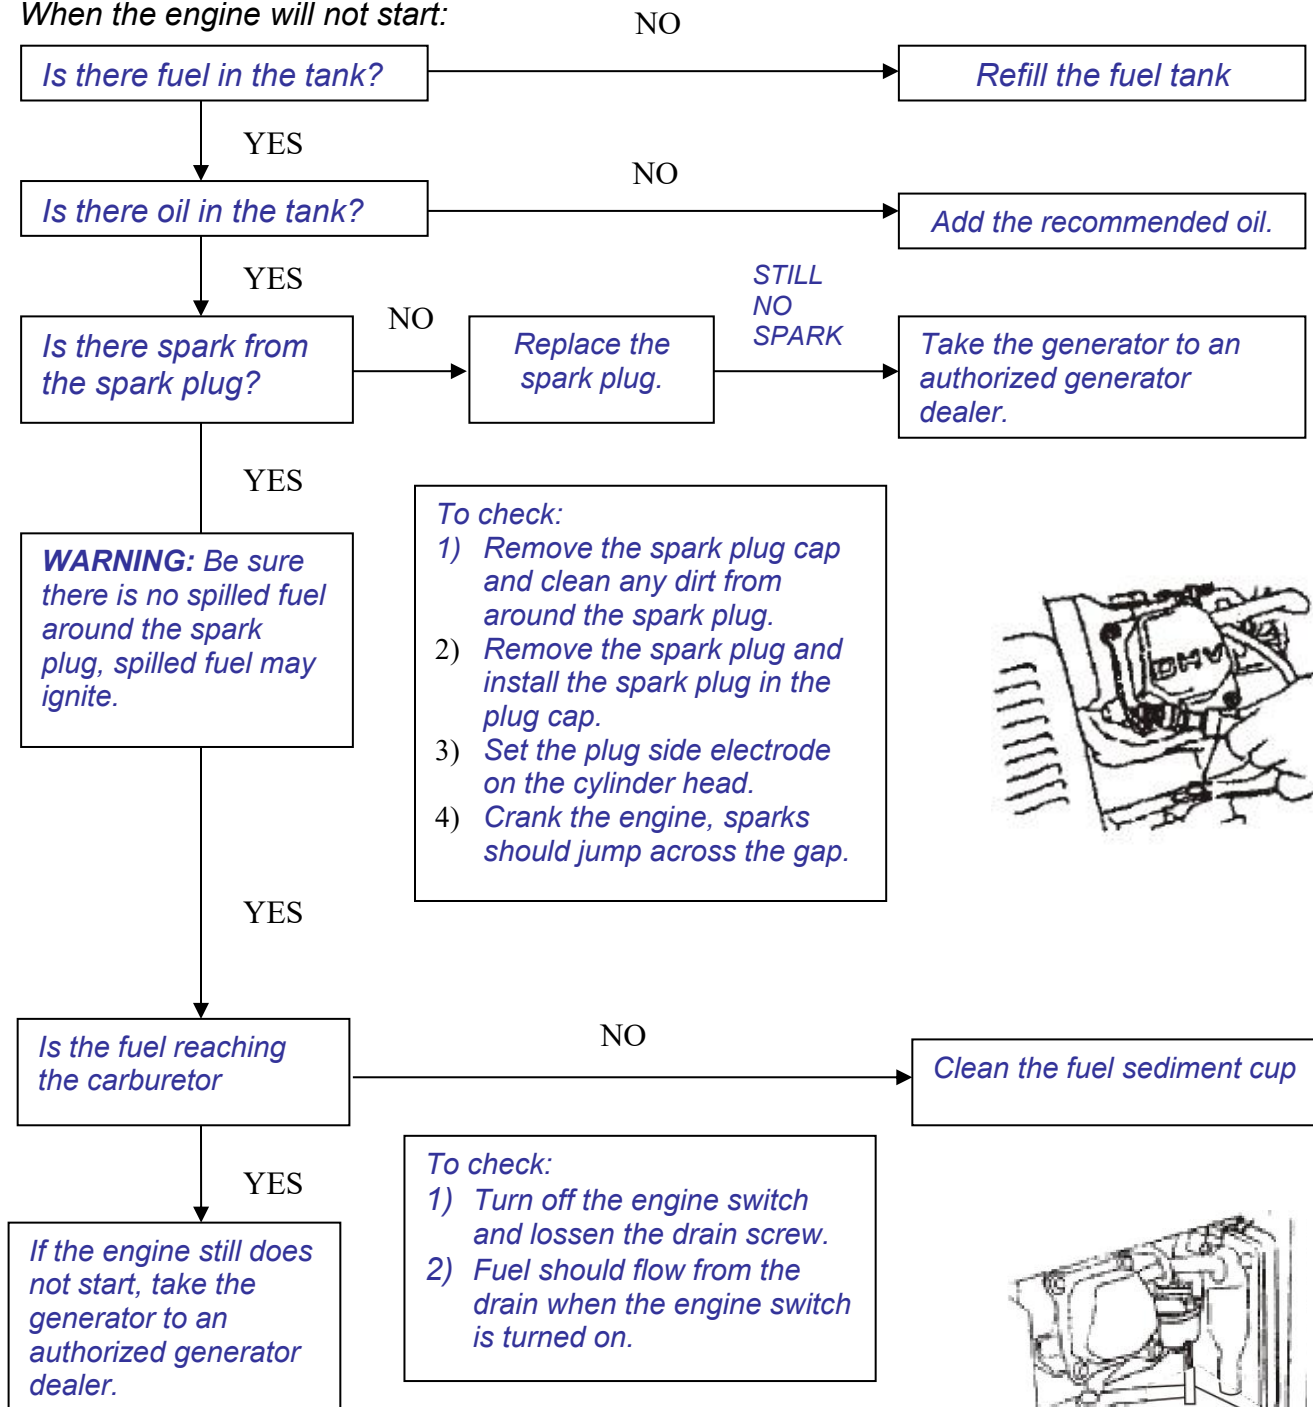 When the engine will not start:
NO
Is there fuel in the tank?
Refill the fuel tank
YES
NO
Is there oil in the tank?
Add the recommended oil.
YES
STILL
NO
SPARK
NO
Is there spark from
the spark plug?
Replace the
spark plug.
Take the generator to an
authorized generator
dealer.
YES
WARNING: Be sure
there is no spilled fuel
around the spark
plug, spilled fuel may
ignite.
To check:
1) Remove the spark plug cap
and clean any dirt from
around the spark plug.
2) Remove the spark plug and
install the spark plug in the
plug cap.
3) Set the plug side electrode
on the cylinder head.
4) Crank the engine, sparks
should jump across the gap.
OHV
YES
Is the fuel reaching
the carburetor
NO
Clean the fuel sediment cup
YES
To check:
1) Turn off the engine switch
and lossen the drain screw.
2) Fuel should flow from the
drain when the engine switch
is turned on.
If the engine still does
not start, take the
generator to an
authorized generator
dealer.